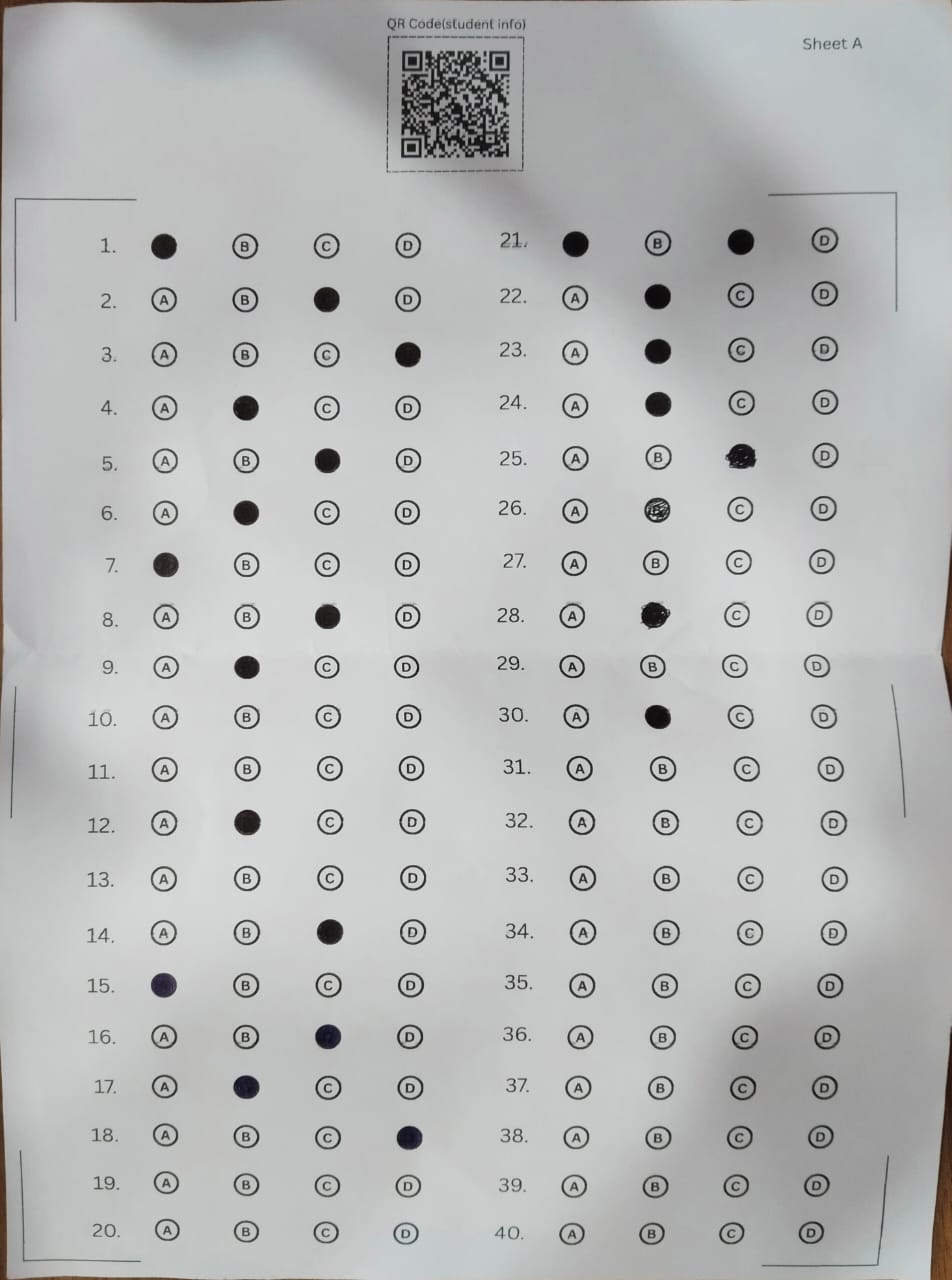 QR Code(student info)
Sheet A
1. B C D 21. B D
2. A B D 22. A C D
3. A B C 23. A C D
4. A C D 24. A C D
5. A B D 25. A B D
6. A C D 26. A B C D
7. B C D 27. A B C D
8. A B D 28. A C D
9. A C D 29. A B C D
10. A B C D 30. A C D
11. A B C D 31. A B C D
12. A C D 32. A B C D
13. A B C D 33. A B C D
14. A B D 34. A B C D
15. B C D 35. A B C D
16. A B D 36. A B C D
17. A C D 37. A B C D
18. A B C 38. A B C D
19. A B C D 39. A B C D
20. A B C D 40. A B C D